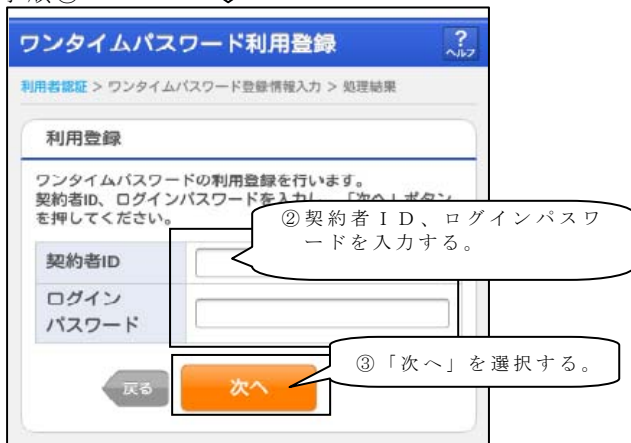 ワンタイムパスワード利用登録
?
ヘルプ
利用者認証 > ワンタイムパスワード登録情報入力 > 処理結果
利用登録
ワンタイムパスワードの利用登録を行います。
契約者ID、ログインパスワードを入力し、「次へ」ボタン
を押してください。
②契約者ID、ログインパスワ
ードを入力する。
契約者ID
ログイン
パスワード
③「次へ」を選択する。
戻る
次へ